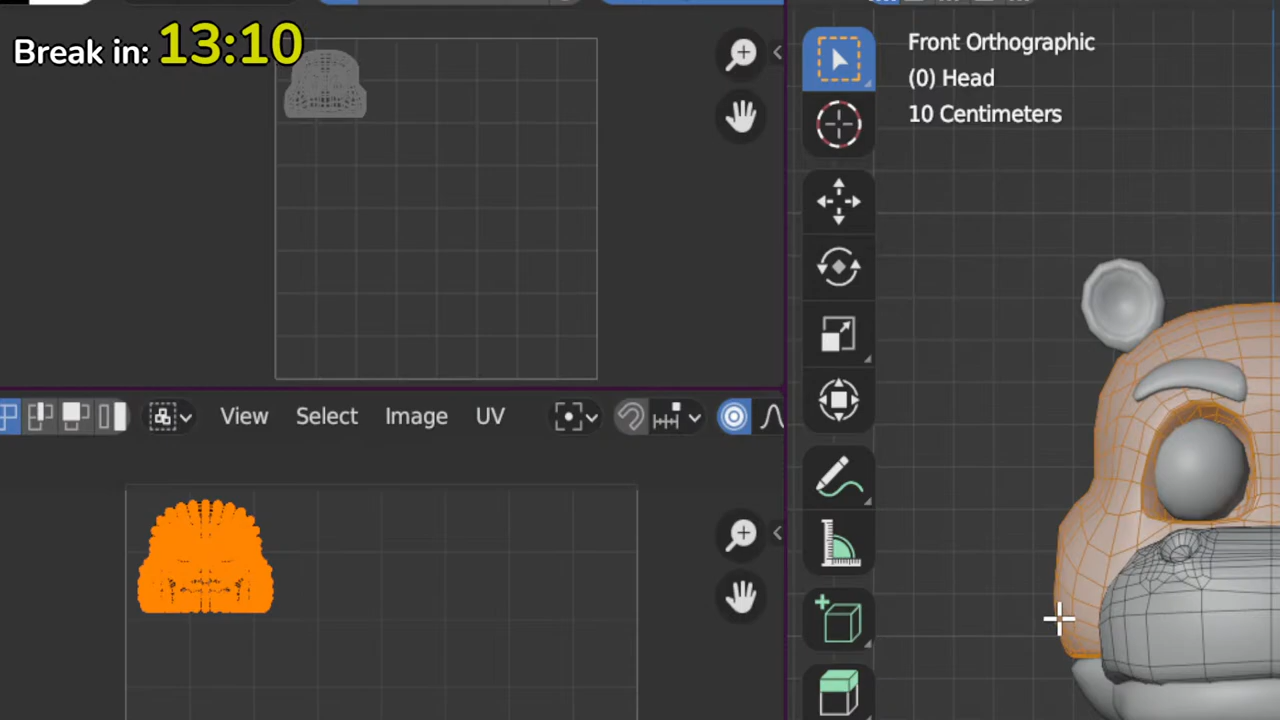 Break in: 13:10
Front Orthographic
(0) Head
10 Centimeters
View Select Image UV